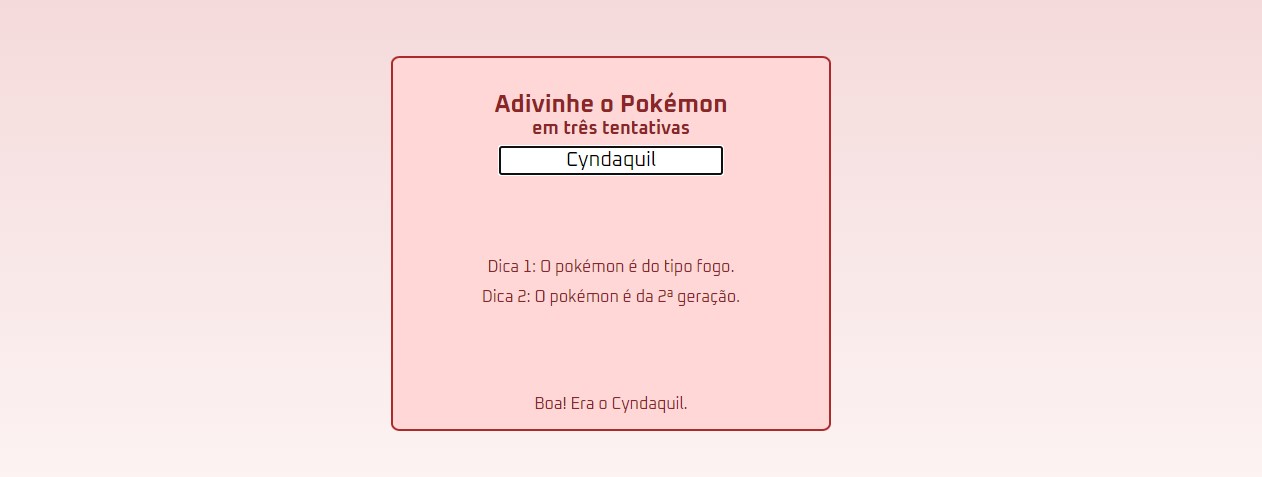 Adivinhe o Pokémon
em três tentativas
Cyndaquil
Dica 1: O pokémon é do tipo fogo.
Dica 2: O pokémon é da 2ª geração.
Boa! Era o Cyndaquil.